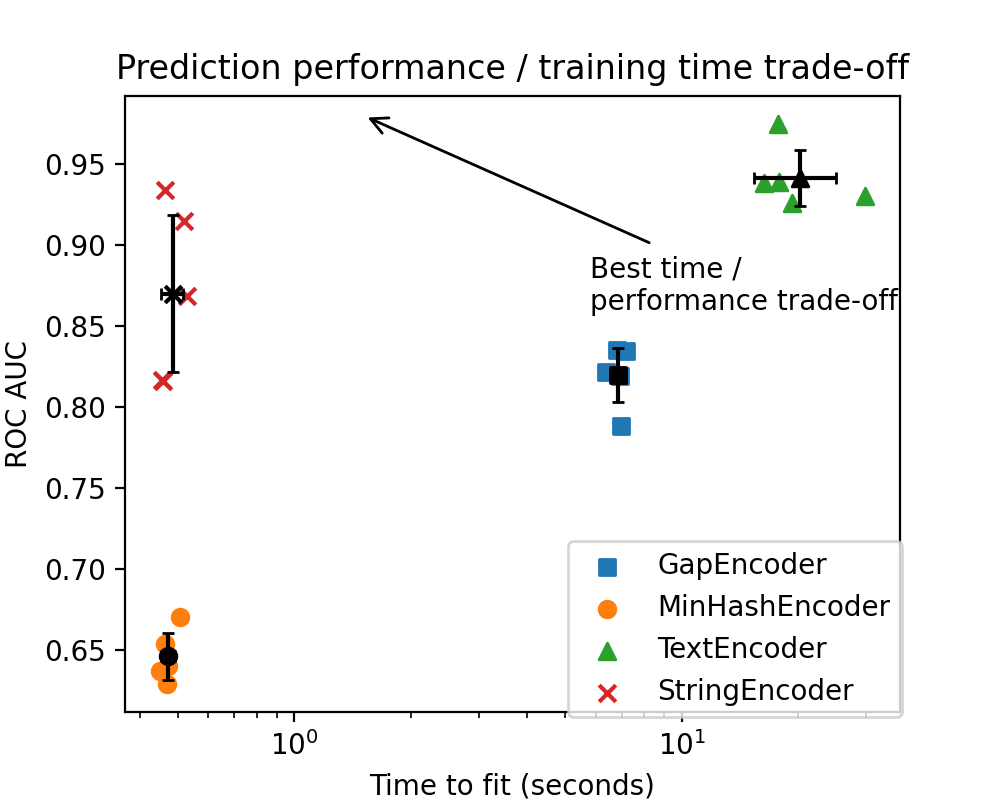 Prediction performance / training time trade-off
0.95
0.90
0.85
0.80
0.75
0.70
0.65
ROC AUC
Best time /
performance trade-off
GapEncoder
MinHashEncoder
TextEncoder
StringEncoder
10⁰
10¹
Time to fit (seconds)